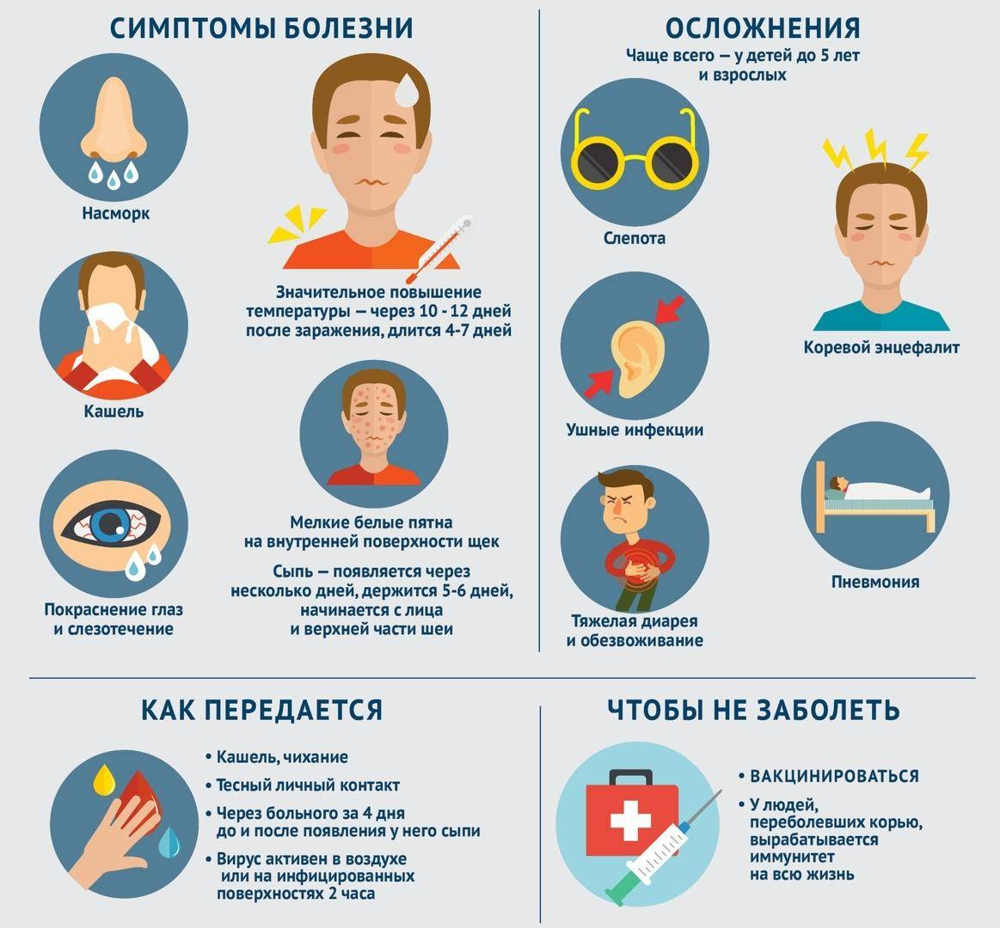 СИМПТОМЫ БОЛЕЗНИ
Насморк
Кашель
Покраснение глаз
и слезотечение
Значительное повышение
температуры — через 10 - 12 дней
после заражения, длится 4-7 дней
Мелкие белые пятна
на внутренней поверхности щек
Сыпь — появляется через
несколько дней, держится 5-6 дней,
начинается с лица
и верхней части шеи
ОСЛОЖНЕНИЯ
Чаще всего — у детей до 5 лет
и взрослых
Слепота
Ушные инфекции
Тяжелая диарея
и обезвоживание
Коревой энцефалит
Пневмония
КАК ПЕРЕДАЕТСЯ
• Кашель, чихание
• Тесный личный контакт
• Через больного за 4 дня
до и после появления у него сыпи
• Вирус активен в воздухе
или на инфицированных
поверхностях 2 часа
ЧТОБЫ НЕ ЗАБОЛЕТЬ
• ВАКЦИНИРОВАТЬСЯ
• У людей,
переболевших корью,
вырабатывается
иммунитет
на всю жизнь